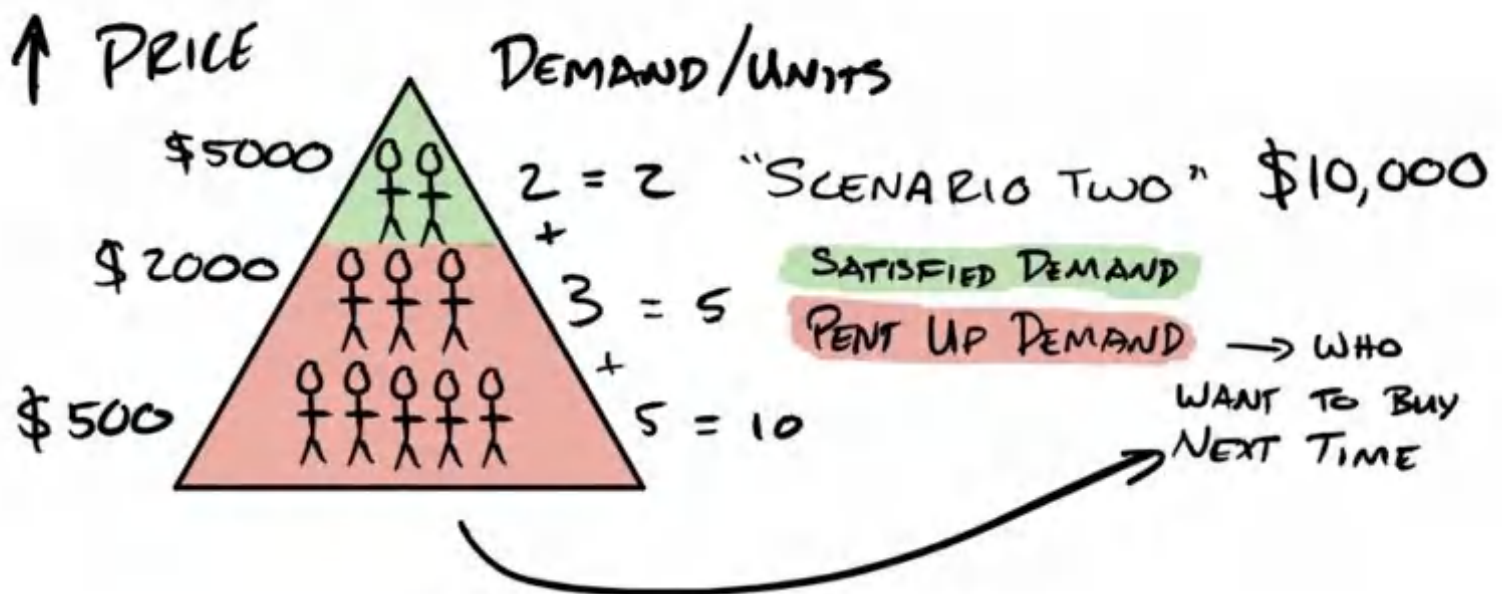 ↑ PRICE
DEMAND/UNITS
$5000
2 = 2
"SCENARIO TWO" $10,000
+
$2000
3 = 5
SATISFIED DEMAND
PENT UP DEMAND → WHO
WANT TO BUY
NEXT TIME
+
$500
5 = 10